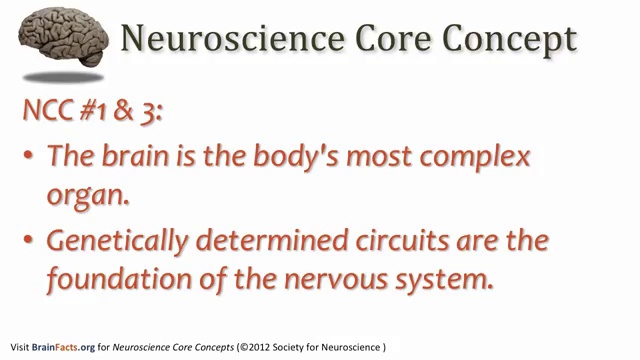 Neuroscience Core Concept
NCC #1 & 3:
• The brain is the body's most complex
organ.
• Genetically determined circuits are the
foundation of the nervous system.
Visit BrainFacts.org for Neuroscience Core Concepts (©2012 Society for Neuroscience )